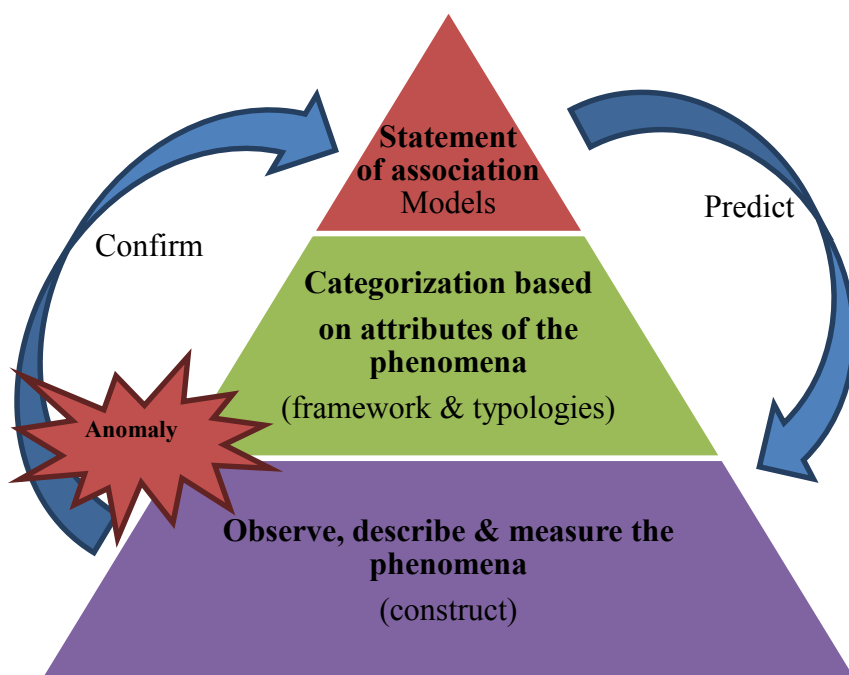 Statement
of association
Models
Confirm
Predict
Categorization based
on attributes of the
phenomena
(framework & typologies)
Anomaly
Observe, describe & measure the
phenomena
(construct)